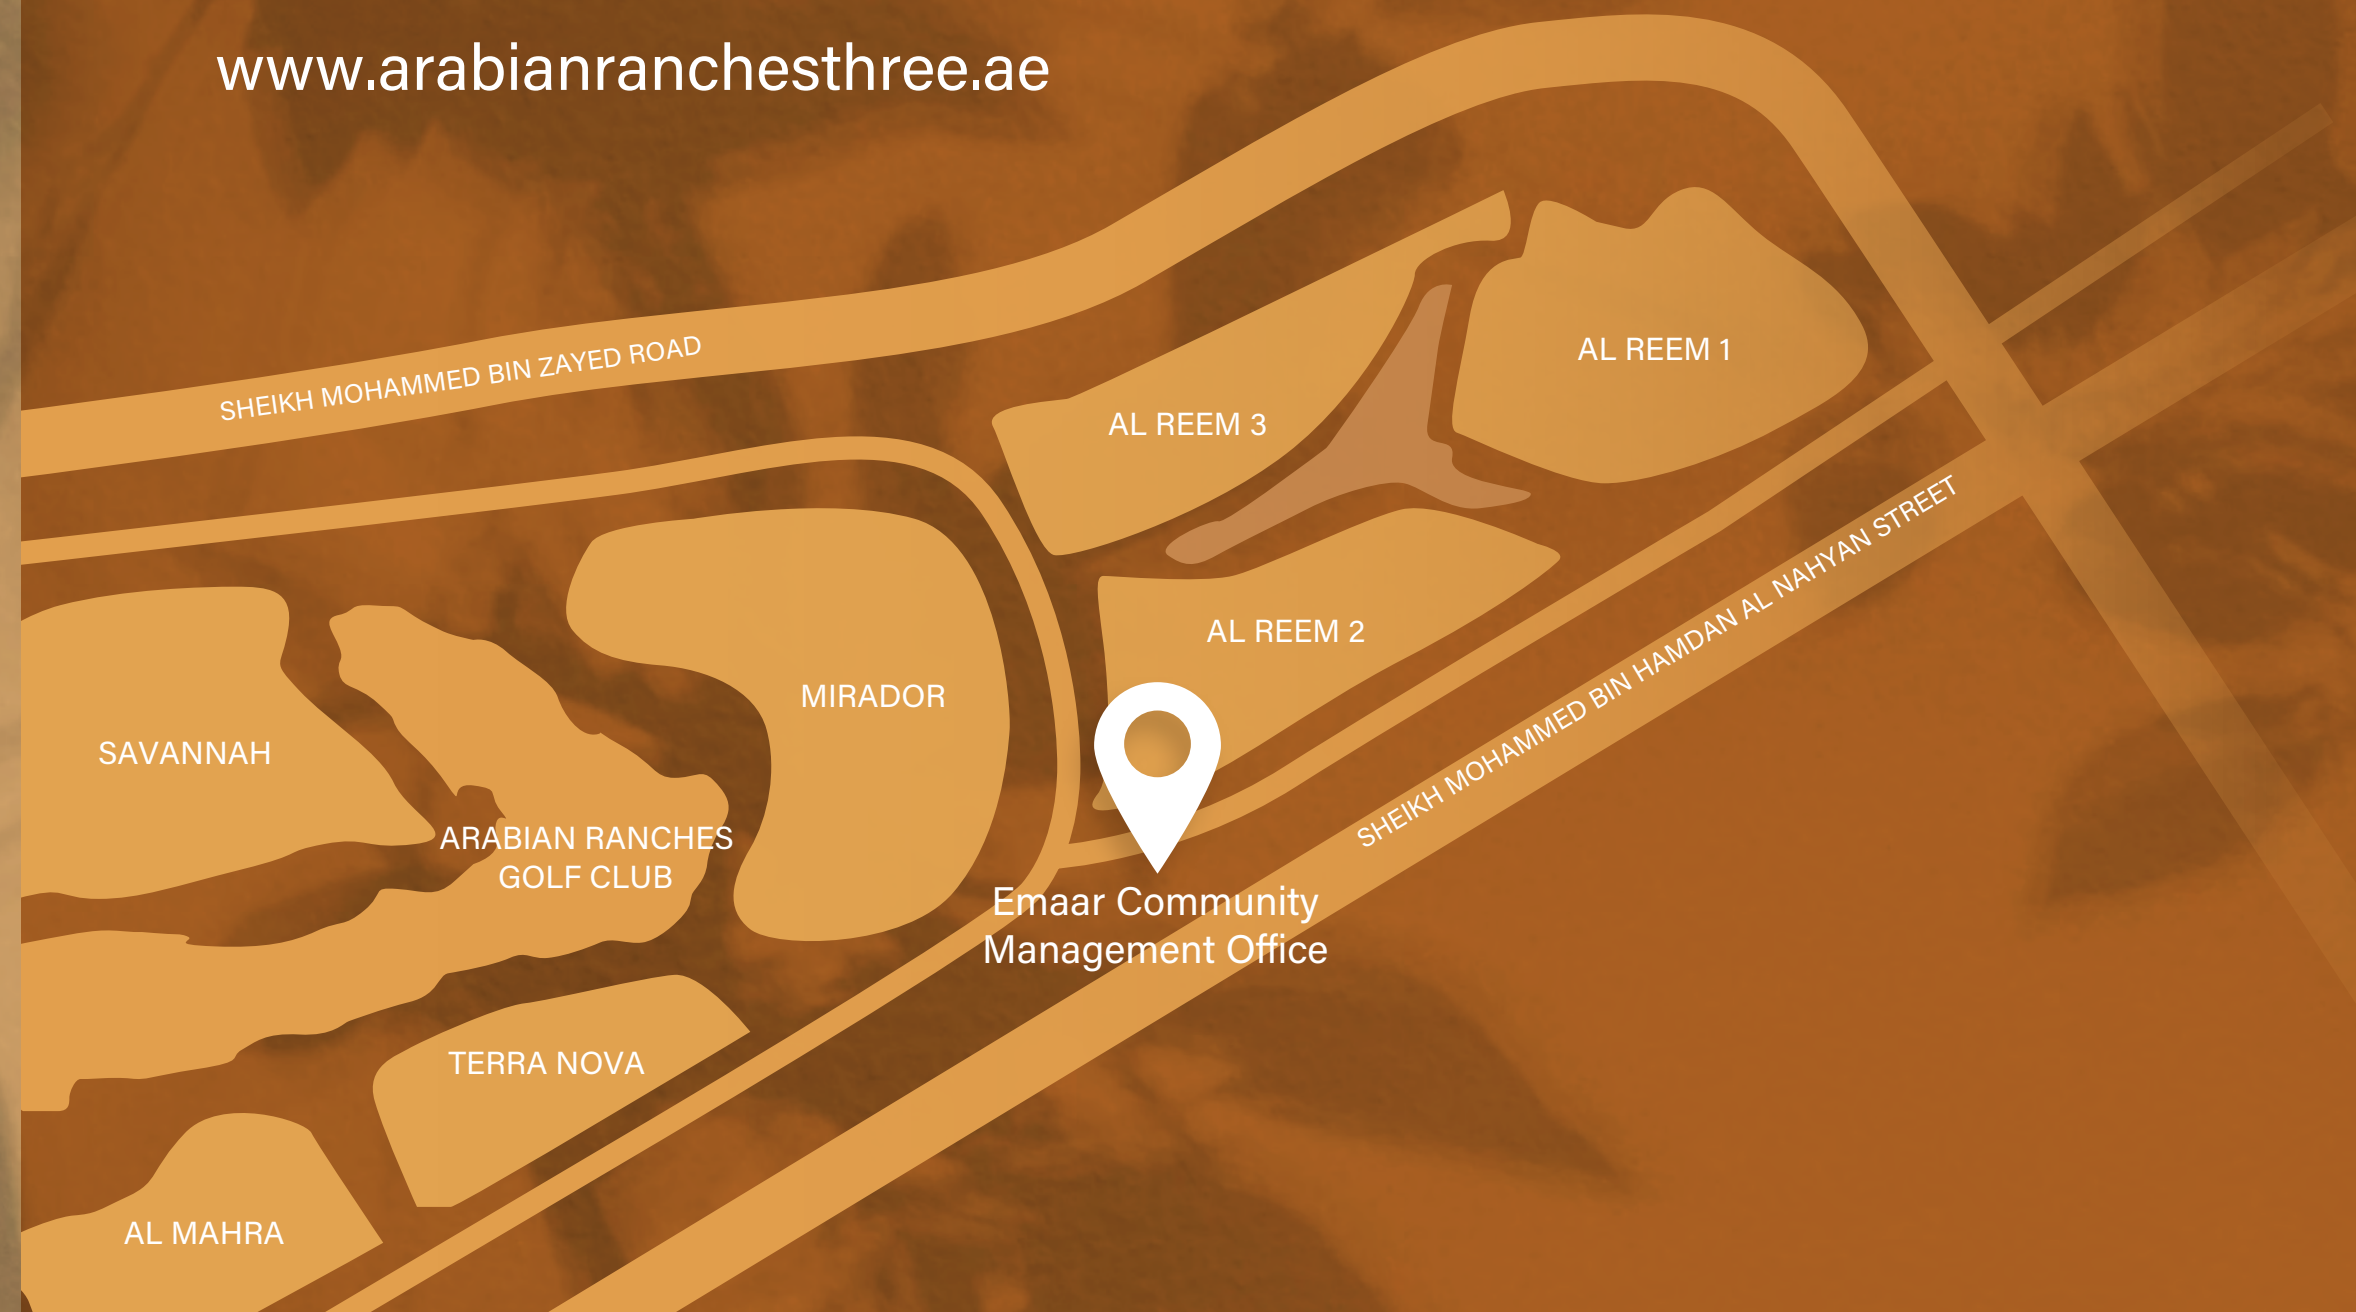 www.arabianranchesthree.ae
SHEIKH MOHAMMED BIN ZAYED ROAD
AL REEM 1
AL REEM 3
SHEIKH MOHAMMED BIN HAMDAN AL NAHYAN STREET
AL REEM 2
MIRADOR
SAVANNAH
ARABIAN RANCHES
GOLF CLUB
Emaar Community
Management Office
TERRA NOVA
AL MAHRA